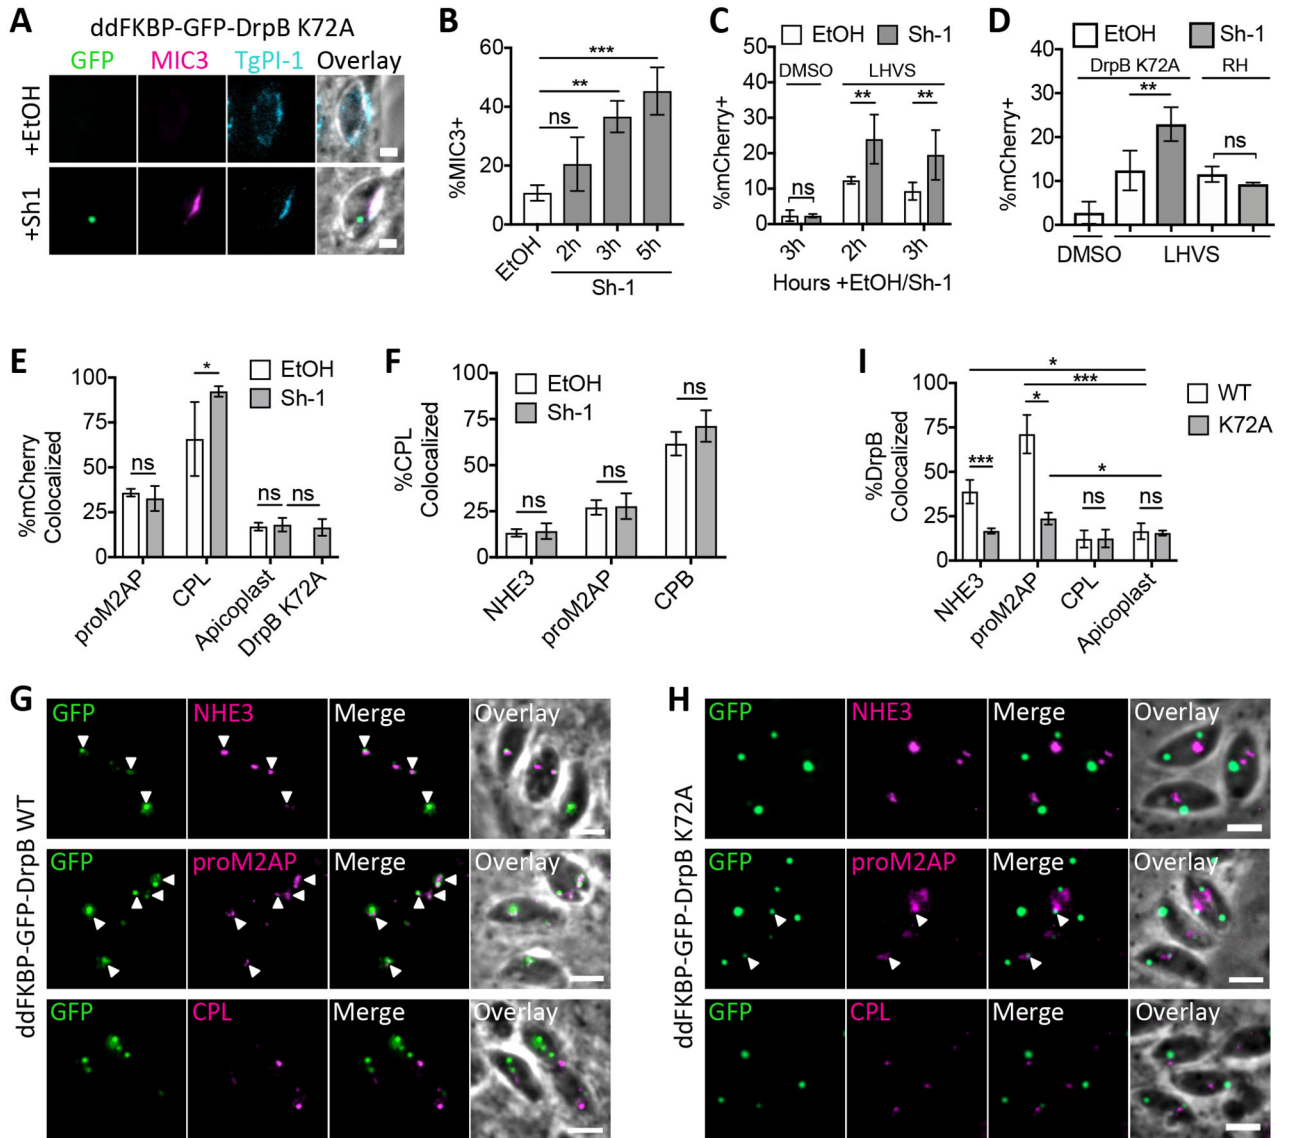 A
ddFKBP-GFP-DrpB K72A
GFP MIC3 TgPI-1 Overlay
+EtOH
+Sh1
B
%MIC3+
60
40
20
0
ns
**
***
EtOH 2h 3h 5h
Sh-1
C
EtOH Sh-1
%mCherry+
50
40
30
20
10
0
DMSO LHVS
ns ** **
3h 2h 3h
Hours +EtOH/Sh-1
D
EtOH Sh-1
%mCherry+
40
30
20
10
0
DrpB K72A RH
** ns
DMSO LHVS
E
EtOH
Sh-1
%mCherry
Colocalized
100
75
50
25
0
ns * ns ns
proM2AP CPL Apicoplast DrpB K72A
F
EtOH
Sh-1
%CPL
Colocalized
100
75
50
25
0
ns ns ns
NHE3 proM2AP CPB
I
WT
K72A
%DrpB
Colocalized
100
75
50
25
0
*
***
*
***
*
ns ns
NHE3 proM2AP CPL Apicoplast
G
ddFKBP-GFP-DrpB WT
GFP NHE3 Merge Overlay
GFP proM2AP Merge Overlay
GFP CPL Merge Overlay
H
ddFKBP-GFP-DrpB K72A
GFP NHE3 Merge Overlay
GFP proM2AP Merge Overlay
GFP CPL Merge Overlay